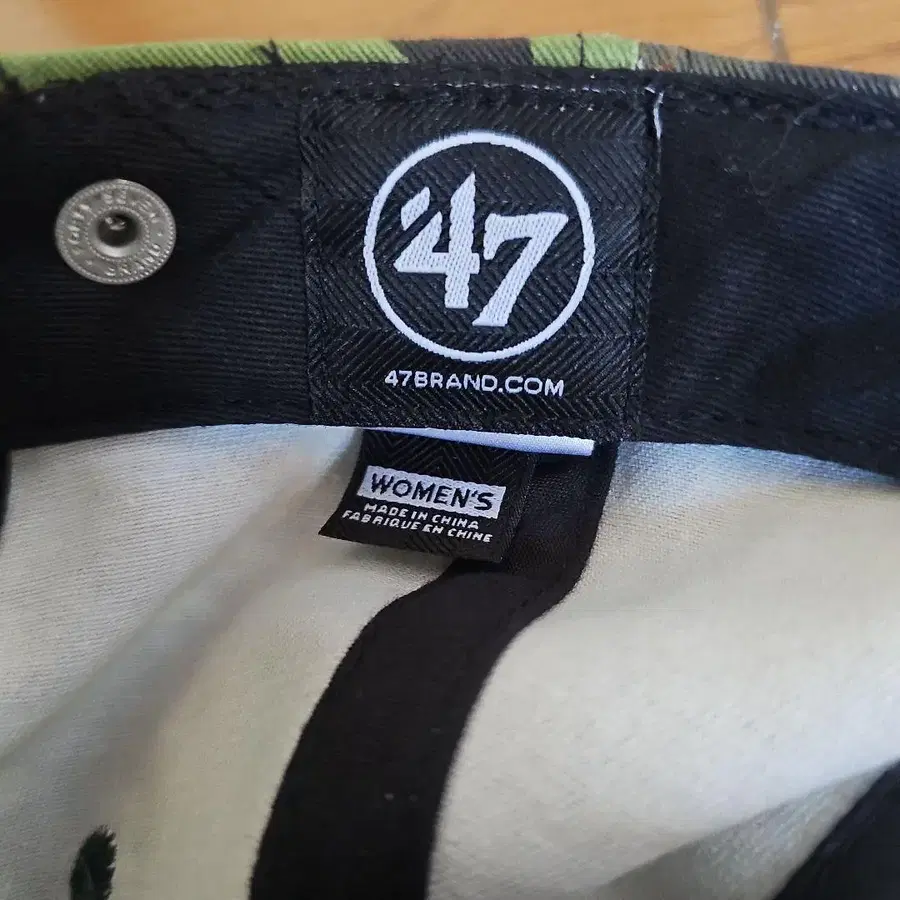 '47
47BRAND.COM
WOMEN'S
MADE IN CHINA
FABRIQUE EN CHINE